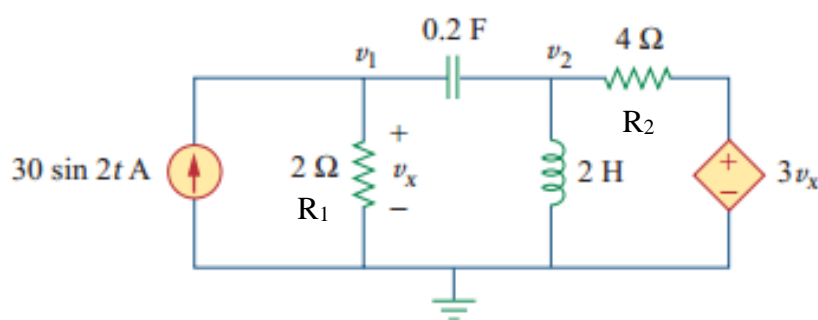 0.2 F
v₁
v₂
4 Ω
R₂
30 sin 2t A
2 Ω
R₁
+
vₓ
−
2 H
+
−
3vₓ